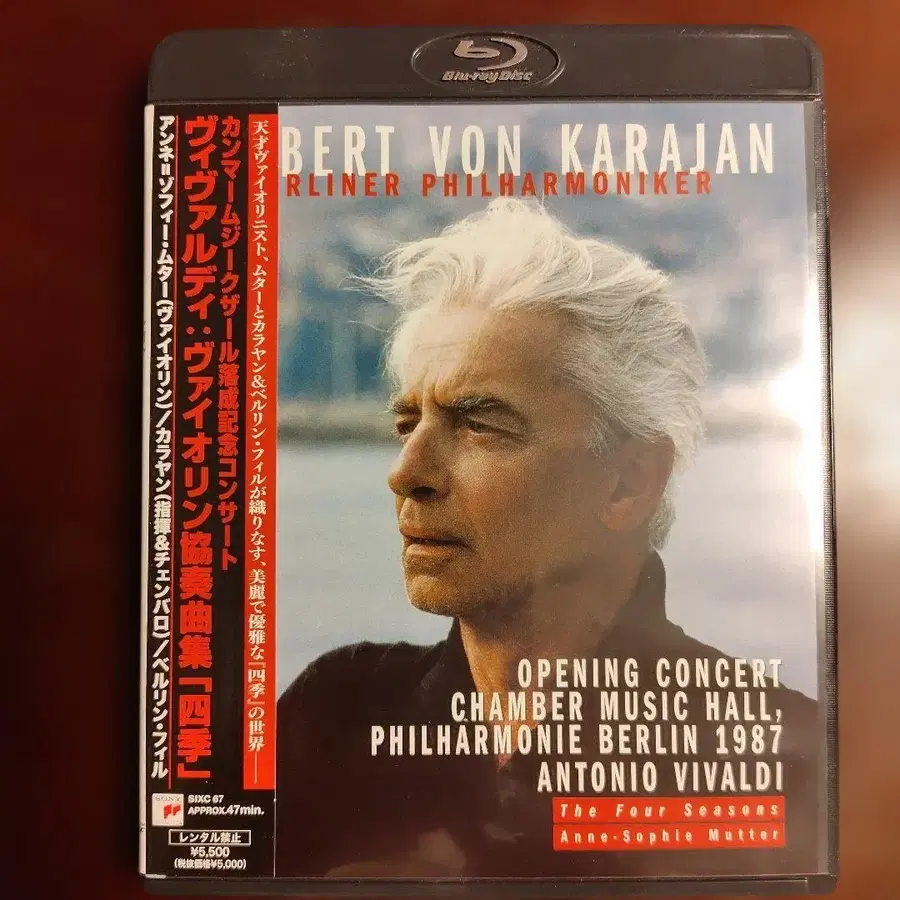 Blu-ray Disc
BERT VON KARAJAN
RLINER PHILHARMONIKER
天才ヴァイオリニスト、ムターとカラヤン&ベルリン・フィルが織りなす、美麗で優雅な『四季』の世界――
カンマームジークザール落成記念コンサート
ヴィヴァルディ:ヴァイオリン協奏曲集「四季」
アンネ=ゾフィー・ムター(ヴァイオリン)/カラヤン(指揮&チェンバロ)/ベルリン・フィル
OPENING CONCERT
CHAMBER MUSIC HALL,
PHILHARMONIE BERLIN 1987
ANTONIO VIVALDI
The Four Seasons
Anne-Sophie Mutter
SIXC 67
APPROX.47min.
レンタル禁止
¥5,500
(税抜価格¥5,000)